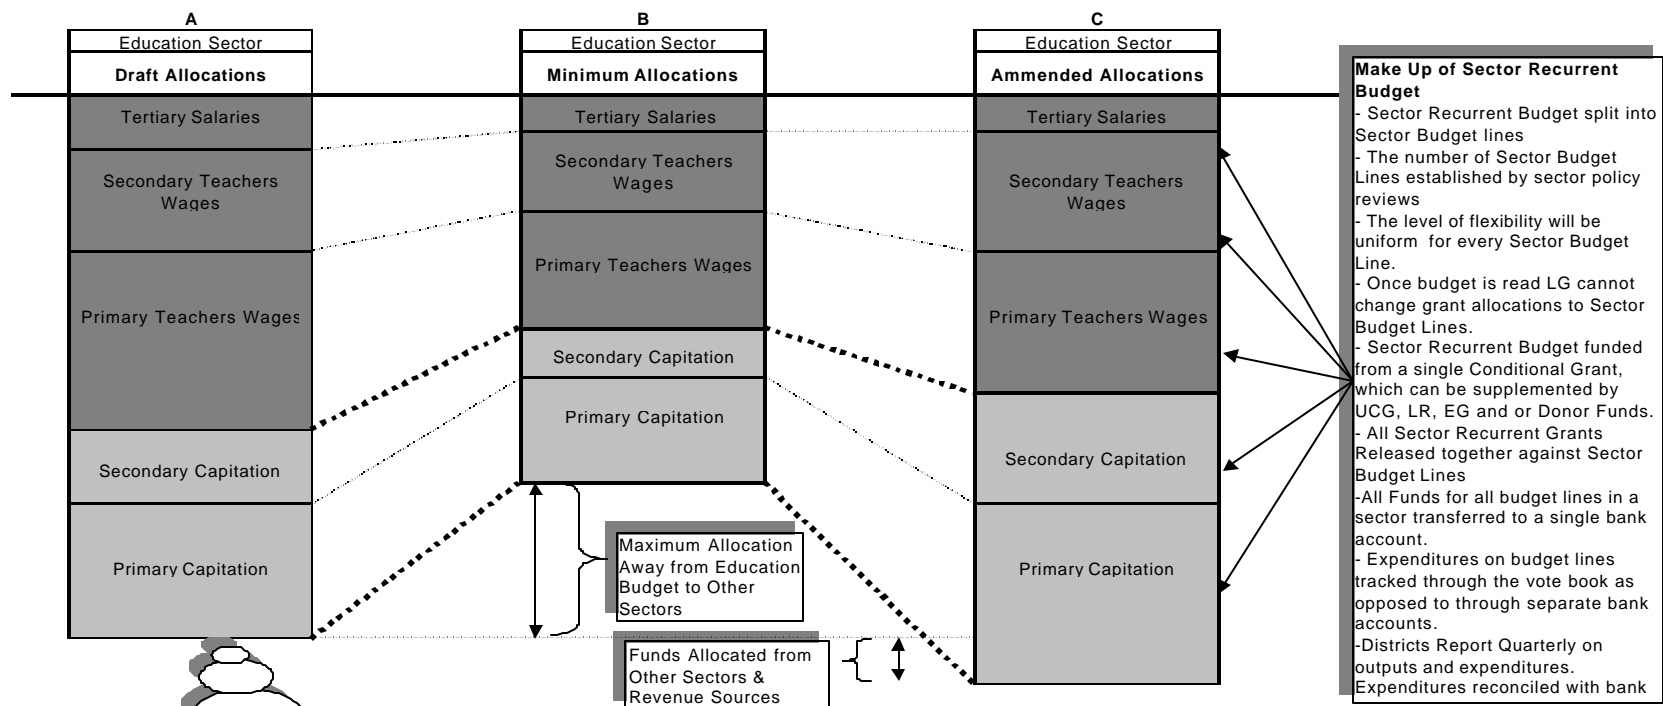 A
Education Sector
Draft Allocations
Tertiary Salaries
Secondary Teachers
Wages
Primary Teachers Wages
Secondary Capitation
Primary Capitation
B
Education Sector
Minimum Allocations
Tertiary Salaries
Secondary Teachers
Wages
Primary Teachers Wages
Secondary Capitation
Primary Capitation
Maximum Allocation
Away from Education
Budget to Other
Sectors
Funds Allocated from
Other Sectors &
Revenue Sources
C
Education Sector
Ammended Allocations
Tertiary Salaries
Secondary Teachers
Wages
Primary Teachers Wages
Secondary Capitation
Primary Capitation
Make Up of Sector Recurrent
Budget
- Sector Recurrent Budget split into
Sector Budget lines
- The number of Sector Budget
Lines established by sector policy
reviews
- The level of flexibility will be
uniform for every Sector Budget
Line.
- Once budget is read LG cannot
change grant allocations to Sector
Budget Lines.
- Sector Recurrent Budget funded
from a single Conditional Grant,
which can be supplemented by
UCG, LR, EG and or Donor Funds.
- All Sector Recurrent Grants
Released together against Sector
Budget Lines
-All Funds for all budget lines in a
sector transferred to a single bank
account.
- Expenditures on budget lines
tracked through the vote book as
opposed to through separate bank
accounts.
-Districts Report Quarterly on
outputs and expenditures.
Expenditures reconciled with bank